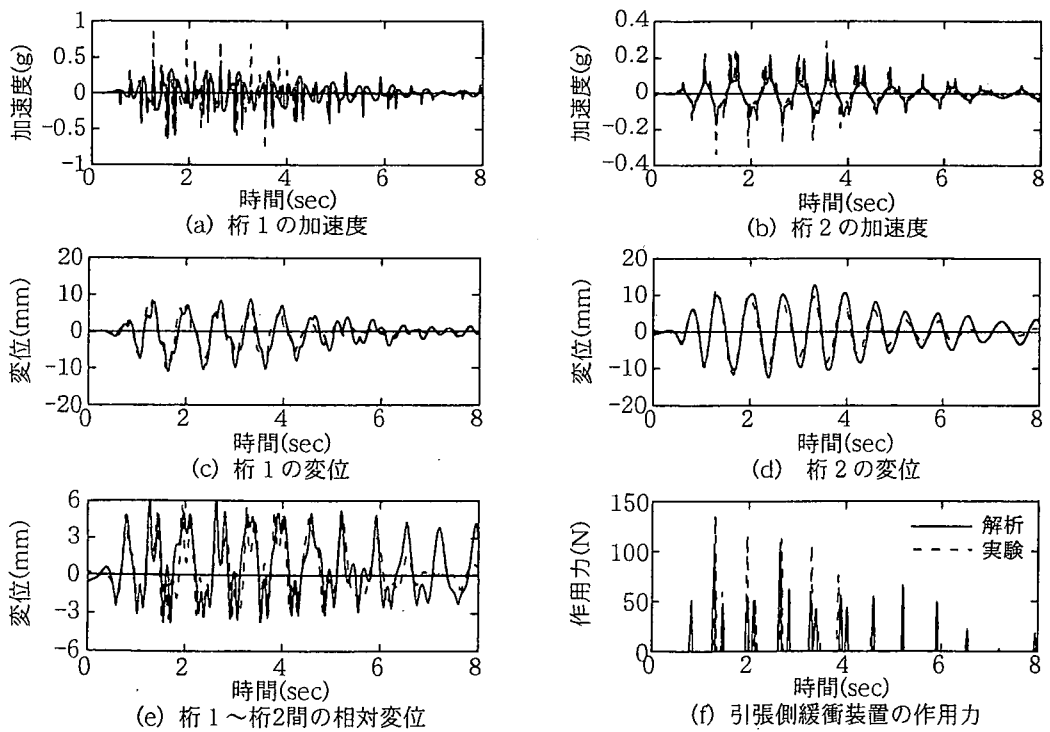 加速度(g)
1
0.5
0
-0.5
-1
0 2 4 6 8
時間(sec)
(a) 桁1の加速度
加速度(g)
0.4
0.2
0.0
-0.2
-0.4
0 2 4 6 8
時間(sec)
(b) 桁2の加速度
変位(mm)
20
10
0
-10
-20
0 2 4 6 8
時間(sec)
(c) 桁1の変位
変位(mm)
20
10
0
-10
-20
0 2 4 6 8
時間(sec)
(d) 桁2の変位
変位(mm)
6
3
0
-3
-6
0 2 4 6 8
時間(sec)
(e) 桁1～桁2間の相対変位
作用力(N)
150
100
50
0
0 2 4 6 8
解析
実験
時間(sec)
(f) 引張側緩衝装置の作用力